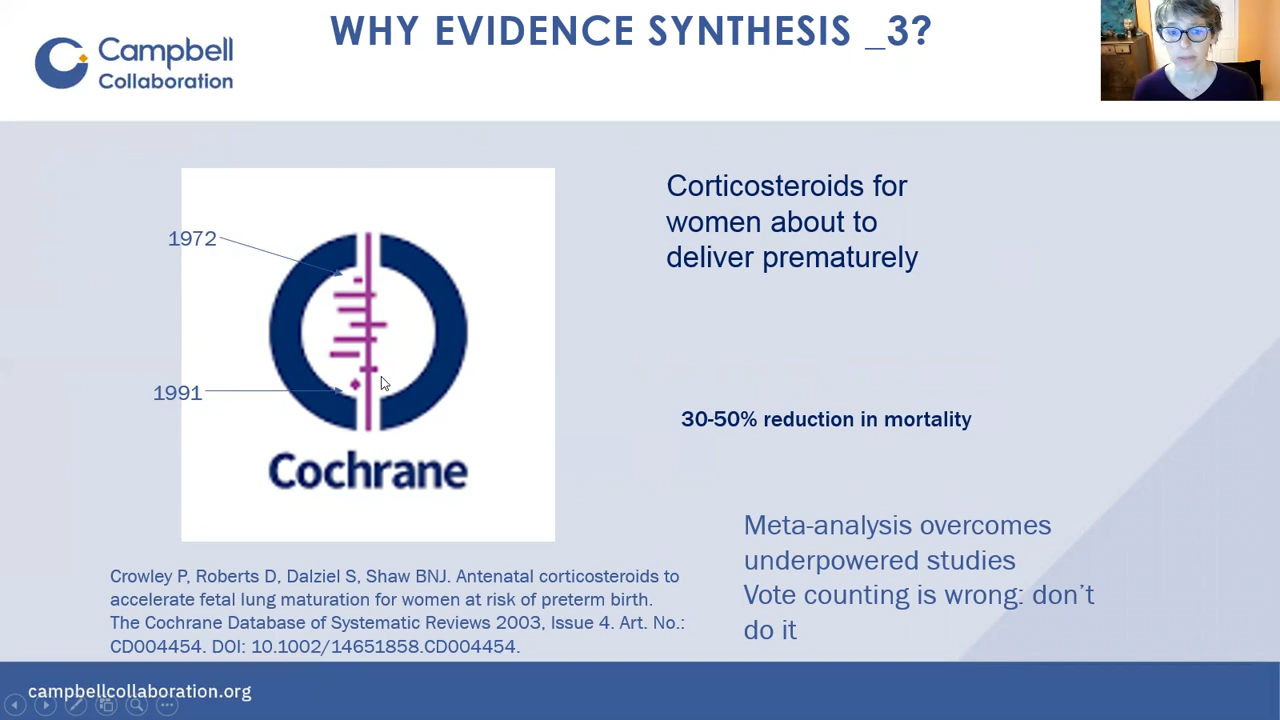 WHY EVIDENCE SYNTHESIS _3?
Campbell
Collaboration
1972
1991
Cochrane
Corticosteroids for
women about to
deliver prematurely
30-50% reduction in mortality
Meta-analysis overcomes
underpowered studies
Vote counting is wrong: don’t
do it
Crowley P, Roberts D, Dalziel S, Shaw BNJ. Antenatal corticosteroids to
accelerate fetal lung maturation for women at risk of preterm birth.
The Cochrane Database of Systematic Reviews 2003, Issue 4. Art. No.:
CD004454. DOI: 10.1002/14651858.CD004454.
campbellcollaboration.org